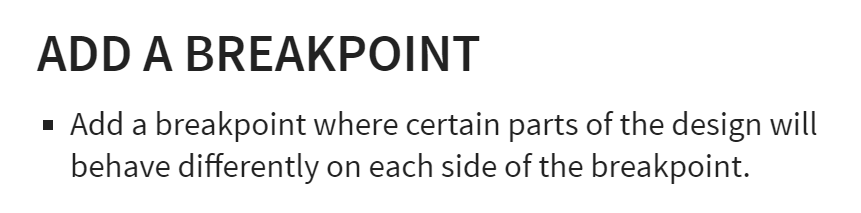 ADD A BREAKPOINT
▪ Add a breakpoint where certain parts of the design will
behave differently on each side of the breakpoint.